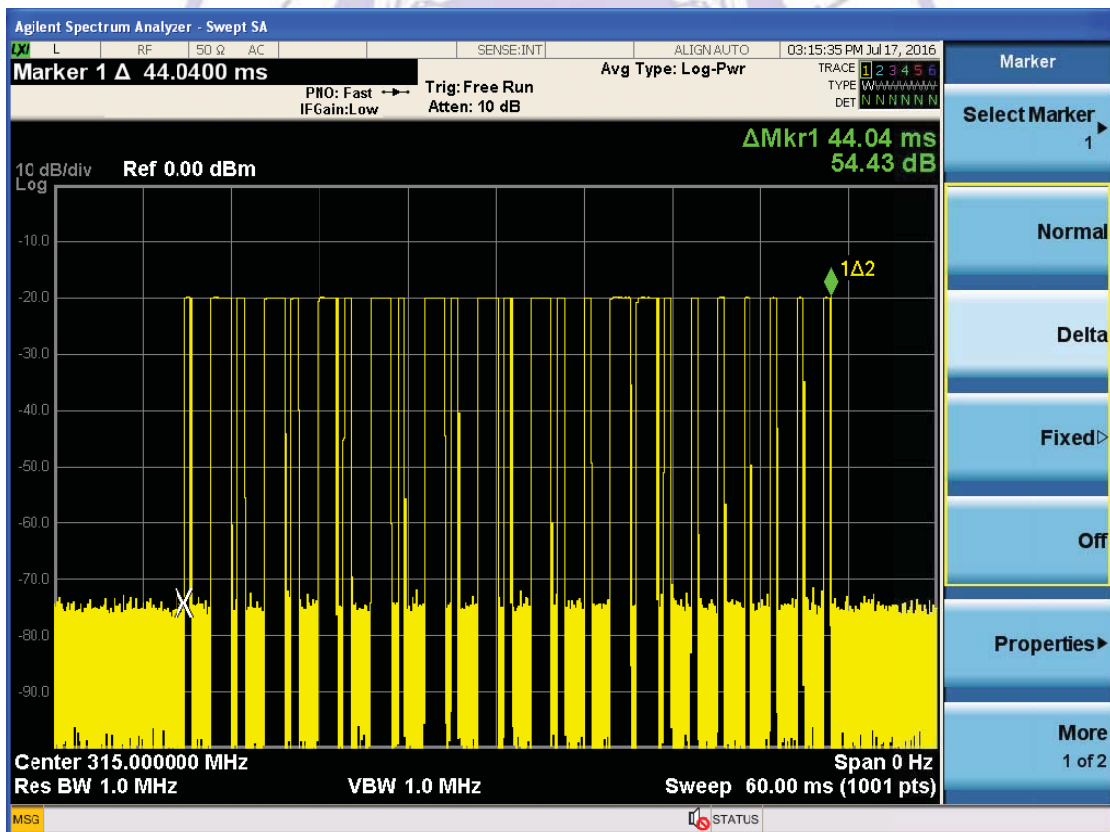 Agilent Spectrum Analyzer - Swept SA
LXI L RF 50 Ω AC SENSE:INT ALIGN AUTO 03:15:35 PM Jul 17, 2016
Marker 1 Δ 44.0400 ms
PNO: Fast
IFGain:Low
Trig: Free Run
Atten: 10 dB
Avg Type: Log-Pwr
TRACE 1 2 3 4 5 6
TYPE WWWWWW
DET N N N N N N
ΔMkr1 44.04 ms
54.43 dB
10 dB/div Ref 0.00 dBm
Log
-10.0
1Δ2
-20.0
-30.0
-40.0
-50.0
-60.0
-70.0
-80.0
-90.0
Center 315.000000 MHz Span 0 Hz
Res BW 1.0 MHz VBW 1.0 MHz Sweep 60.00 ms (1001 pts)
Marker
Select Marker
1
Normal
Delta
Fixed
Off
Properties
More
1 of 2
MSG STATUS